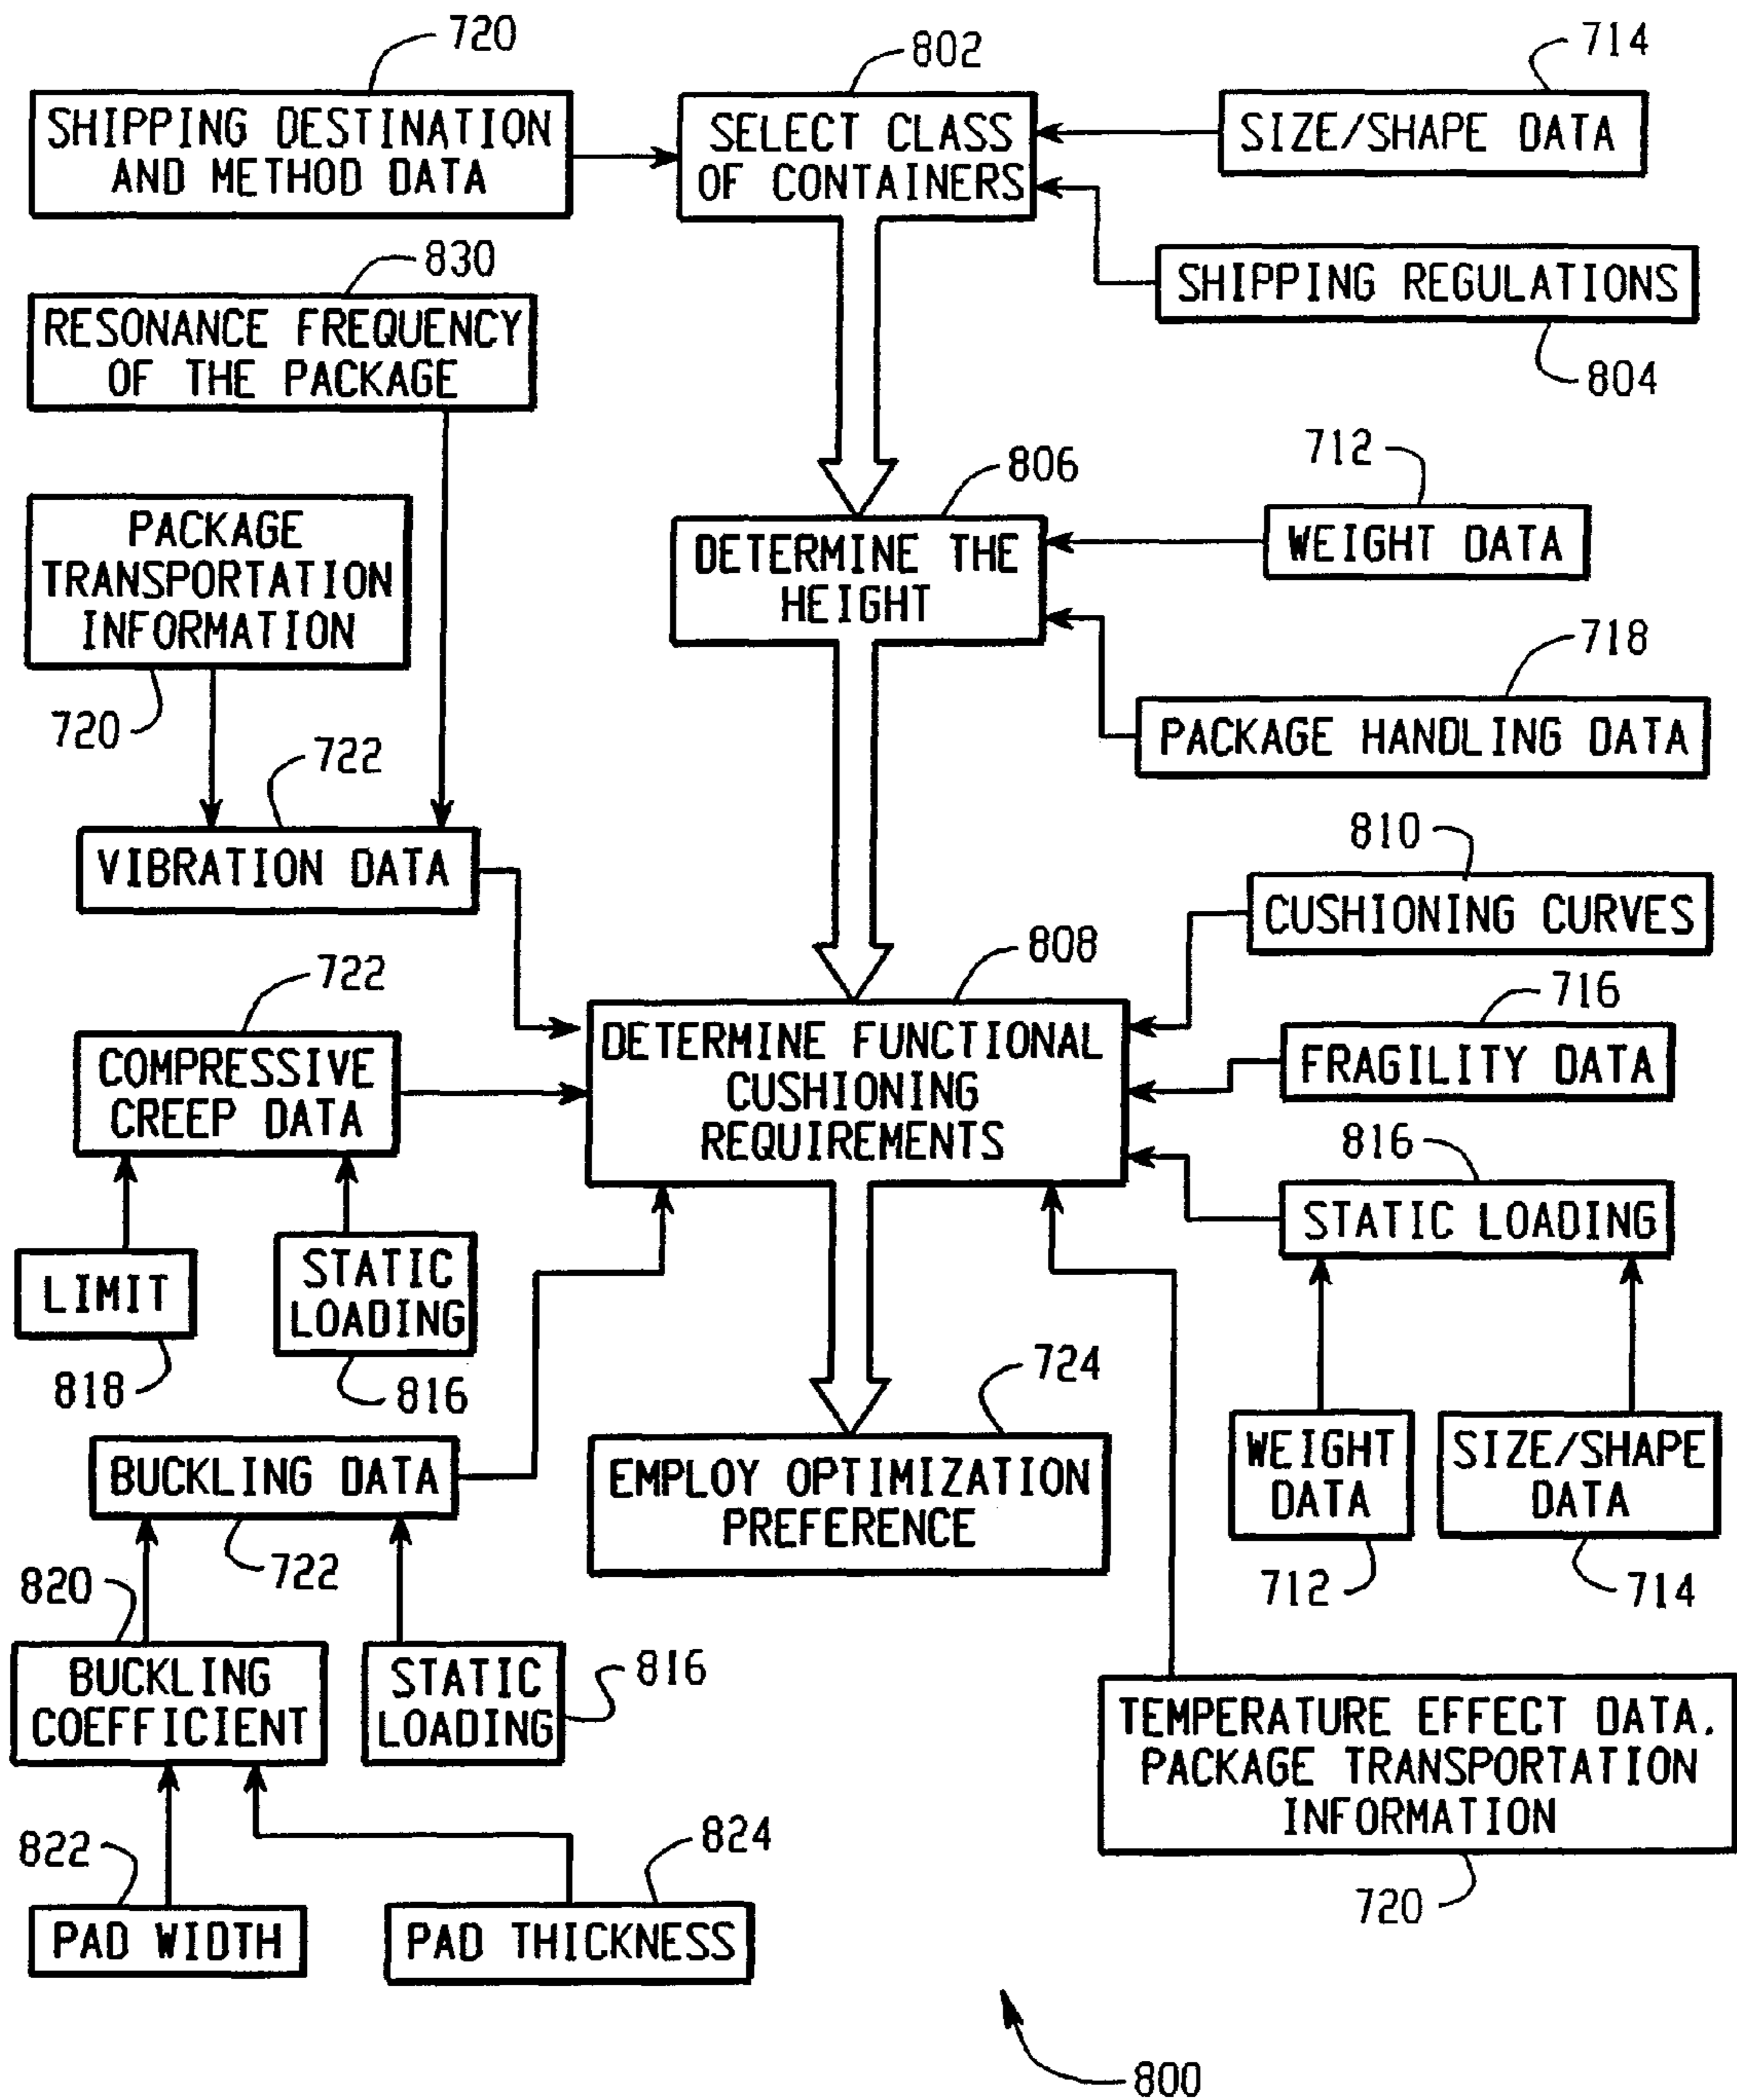 720
802
714
SHIPPING DESTINATION
AND METHOD DATA
SELECT CLASS
OF CONTAINERS
SIZE/SHAPE DATA
830
SHIPPING REGULATIONS
804
RESONANCE FREQUENCY
OF THE PACKAGE
712
806
WEIGHT DATA
PACKAGE
TRANSPORTATION
INFORMATION
720
DETERMINE THE
HEIGHT
718
PACKAGE HANDLING DATA
722
VIBRATION DATA
810
CUSHIONING CURVES
808
722
716
COMPRESSIVE
CREEP DATA
DETERMINE FUNCTIONAL
CUSHIONING
REQUIREMENTS
FRAGILITY DATA
816
STATIC LOADING
LIMIT
818
STATIC
LOADING
816
724
BUCKLING DATA
722
EMPLOY OPTIMIZATION
PREFERENCE
WEIGHT
DATA
712
SIZE/SHAPE
DATA
714
820
BUCKLING
COEFFICIENT
STATIC
LOADING
816
TEMPERATURE EFFECT DATA.
PACKAGE TRANSPORTATION
INFORMATION
720
822
PAD WIDTH
824
PAD THICKNESS
800